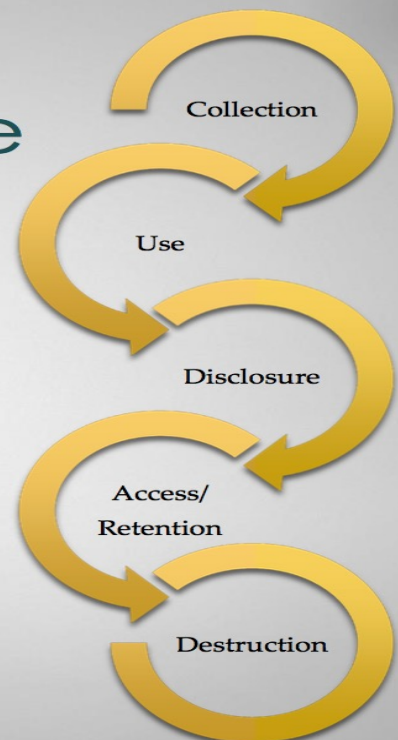 Collection
Use
Disclosure
Access/
Retention
Destruction